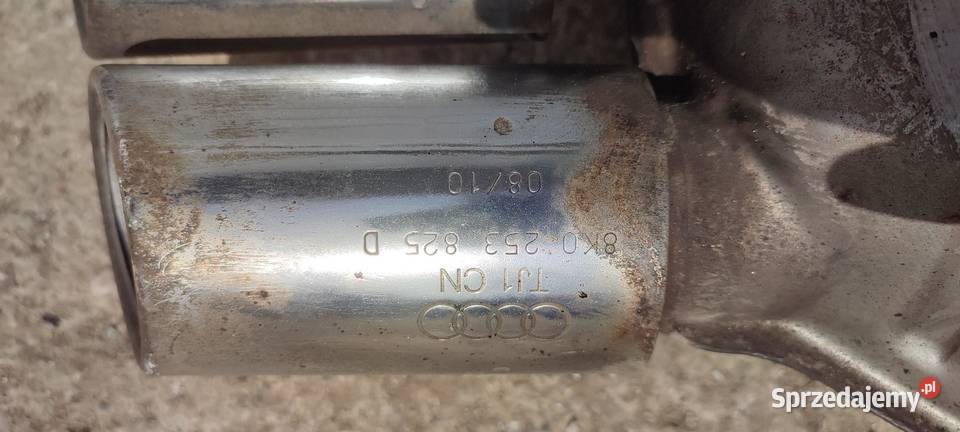 TJ1 CN
8K0 253 825 D
08/10
Sprzedajemy.pl